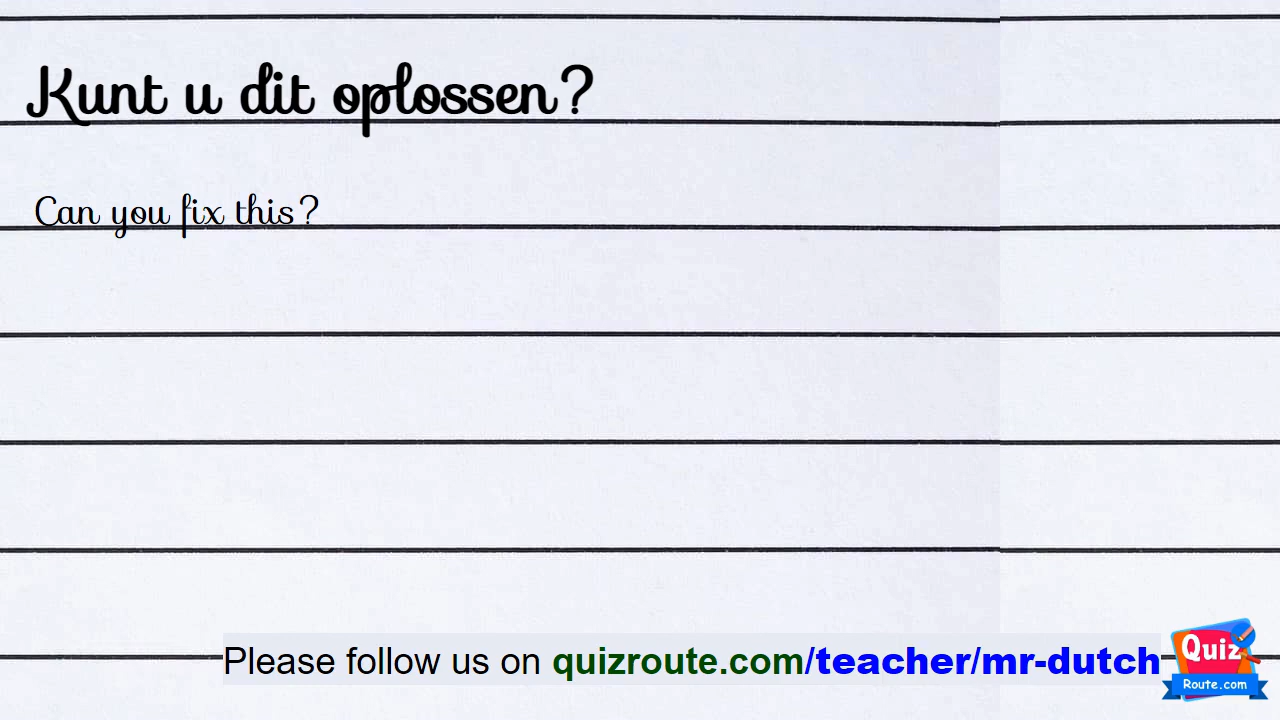 Kunt u dit oplossen?
Can you fix this?
Please follow us on quizroute.com/teacher/mr-dutch
Quiz
Route.com